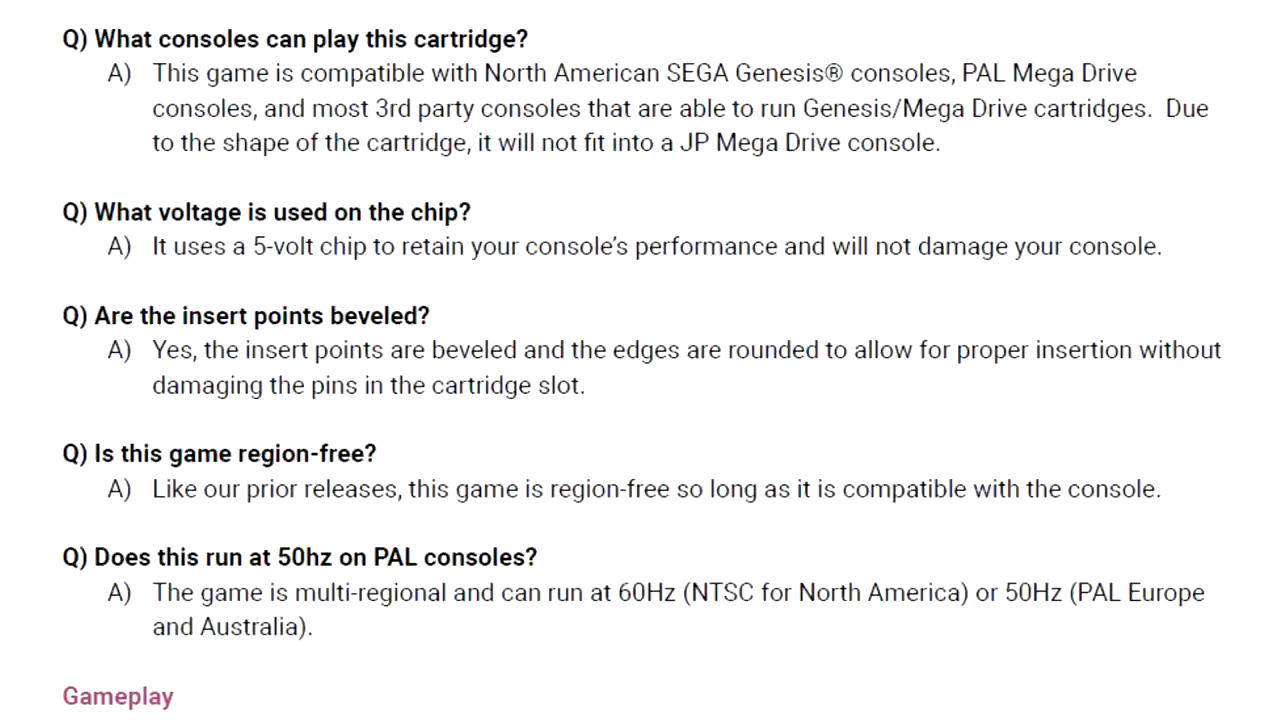 Q) What consoles can play this cartridge?
A) This game is compatible with North American SEGA Genesis® consoles, PAL Mega Drive
consoles, and most 3rd party consoles that are able to run Genesis/Mega Drive cartridges.  Due
to the shape of the cartridge, it will not fit into a JP Mega Drive console.
Q) What voltage is used on the chip?
A) It uses a 5-volt chip to retain your console's performance and will not damage your console.
Q) Are the insert points beveled?
A) Yes, the insert points are beveled and the edges are rounded to allow for proper insertion without
damaging the pins in the cartridge slot.
Q) Is this game region-free?
A) Like our prior releases, this game is region-free so long as it is compatible with the console.
Q) Does this run at 50hz on PAL consoles?
A) The game is multi-regional and can run at 60Hz (NTSC for North America) or 50Hz (PAL Europe
and Australia).
Gameplay